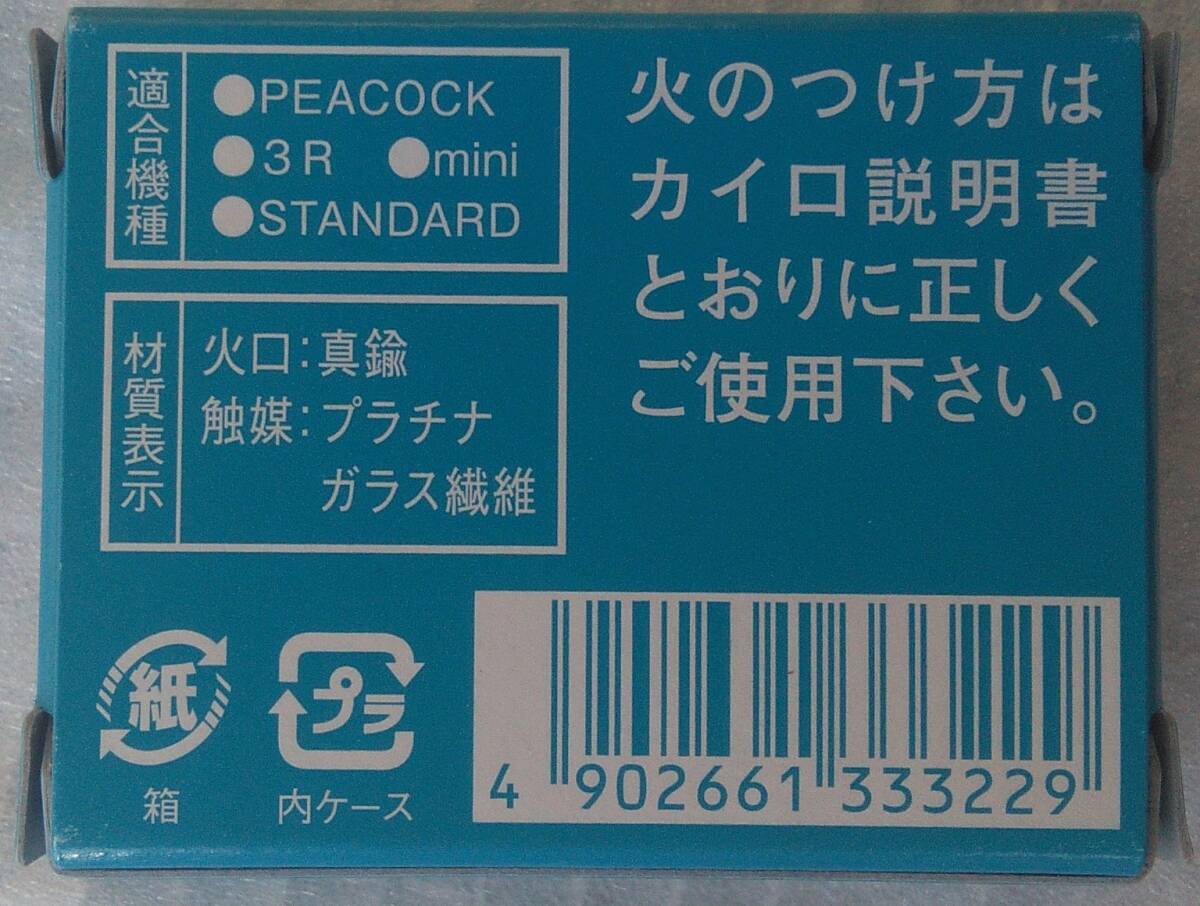 適合機種
●PEACOCK
●3R ●mini
●STANDARD
火のつけ方は
カイロ説明書
とおりに正しく
ご使用下さい。
材質表示
火口：真鍮
触媒：プラチナ
ガラス繊維
紙
箱
プラ
内ケース
4 902661 333229